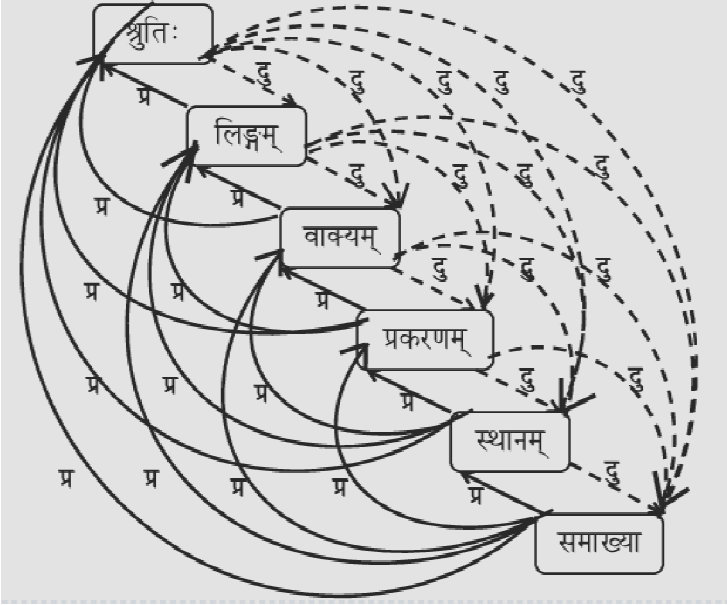 श्रुतिः
दु दु दु दु दु
प्र
लिङ्गम्
दु दु दु दु
प्र
प्र
वाक्यम्
दु दु दु
प्र प्र प्र
प्रकरणम्
दु दु
प्र प्र प्र प्र
स्थानम्
दु
प्र प्र प्र प्र प्र
समाख्या